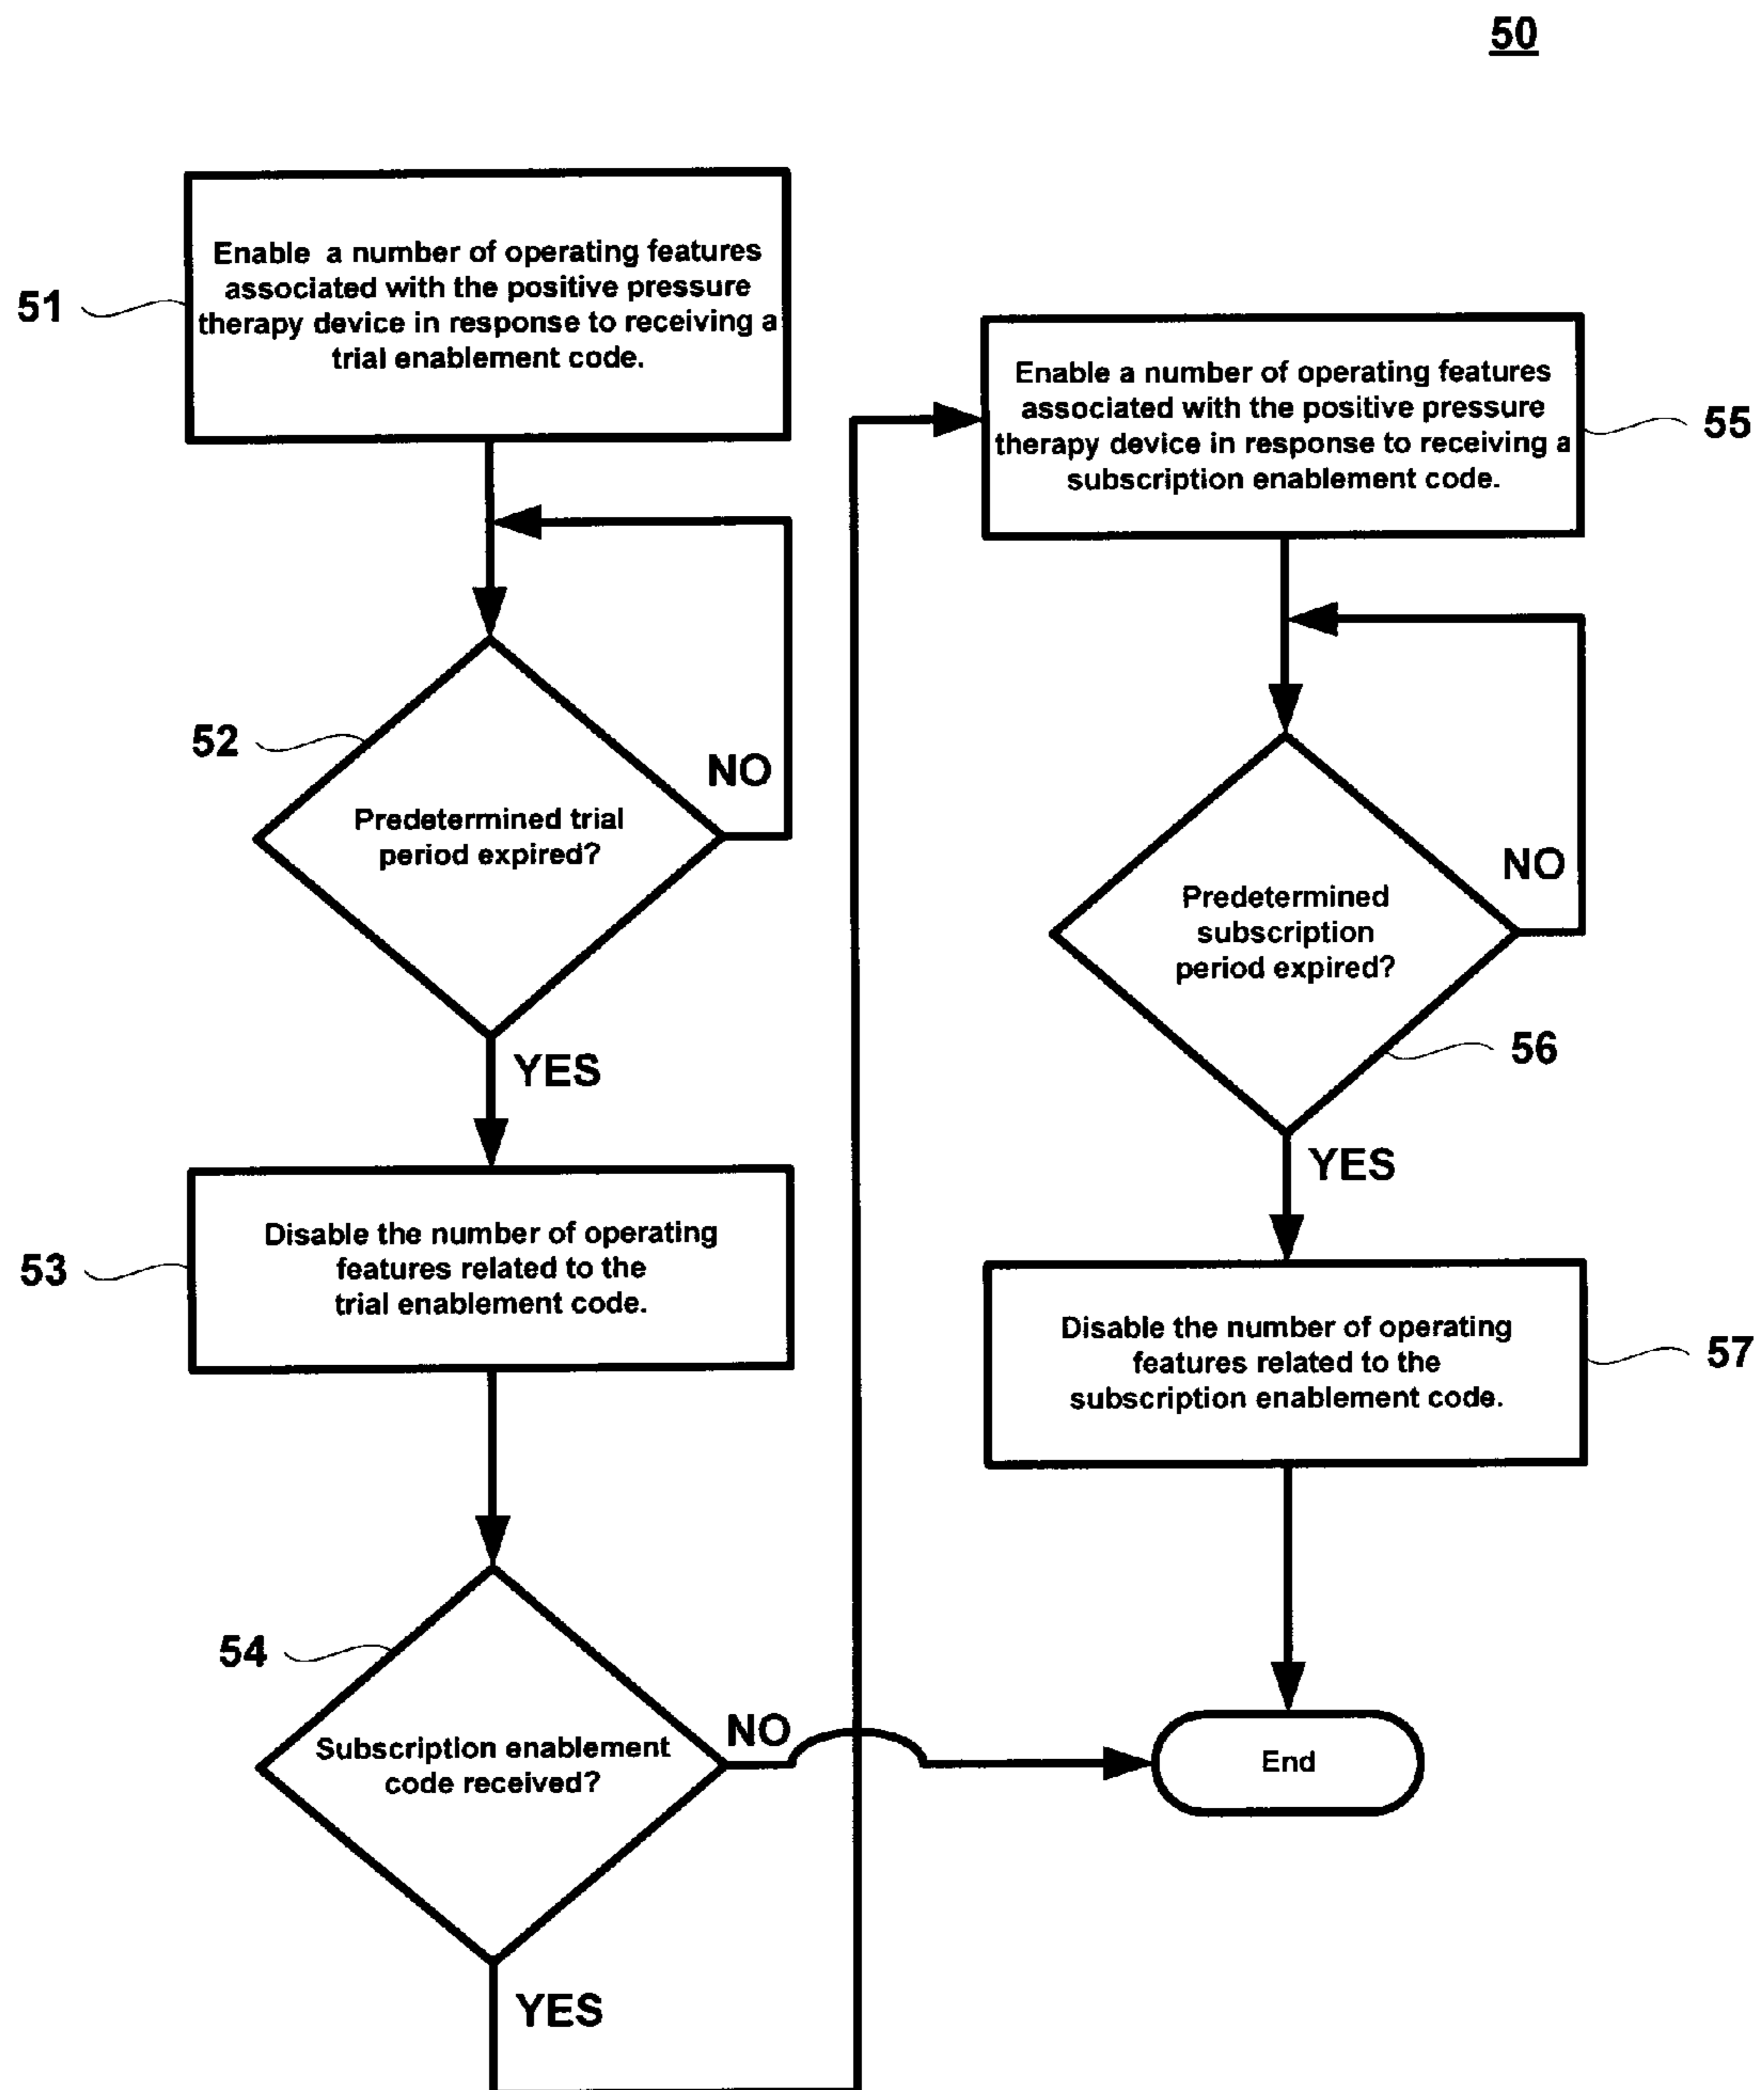 50
51
Enable a number of operating features
associated with the positive pressure
therapy device in response to receiving a
trial enablement code.
52
Predetermined trial
period expired?
NO
YES
53
Disable the number of operating
features related to the
trial enablement code.
54
Subscription enablement
code received?
NO
YES
55
Enable a number of operating features
associated with the positive pressure
therapy device in response to receiving a
subscription enablement code.
56
Predetermined
subscription
period expired?
NO
YES
57
Disable the number of operating
features related to the
subscription enablement code.
End